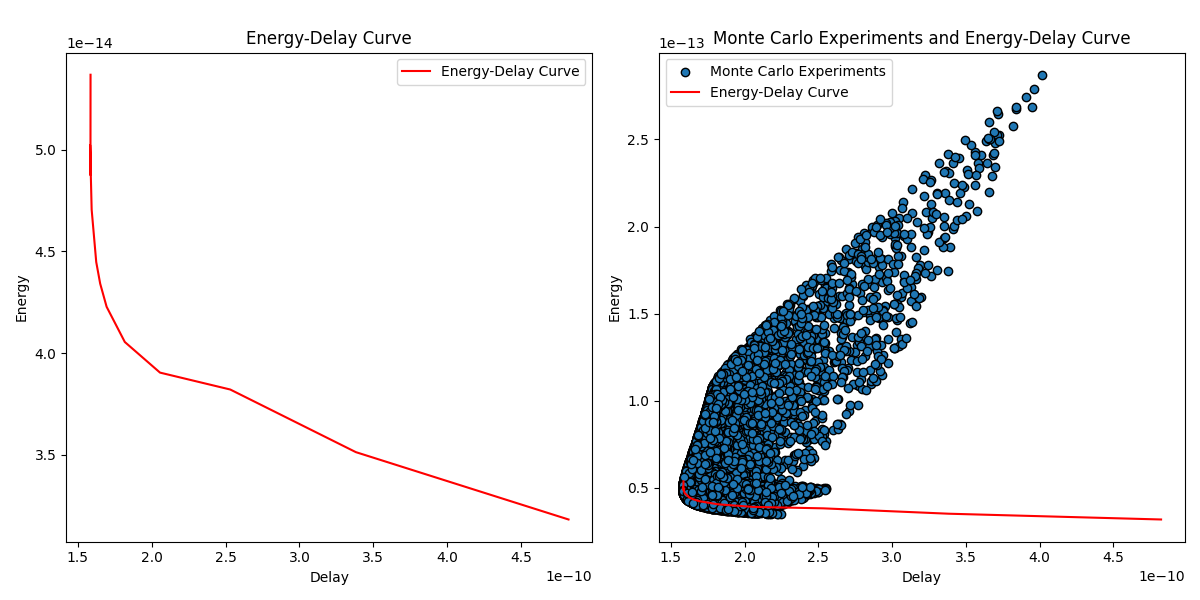 Energy-Delay Curve
1e−14
Energy-Delay Curve
5.0
4.5
4.0
3.5
Energy
1.5 2.0 2.5 3.0 3.5 4.0 4.5
1e−10
Delay
Monte Carlo Experiments and Energy-Delay Curve
1e−13
Monte Carlo Experiments
Energy-Delay Curve
2.5
2.0
1.5
1.0
0.5
Energy
1.5 2.0 2.5 3.0 3.5 4.0 4.5
1e−10
Delay